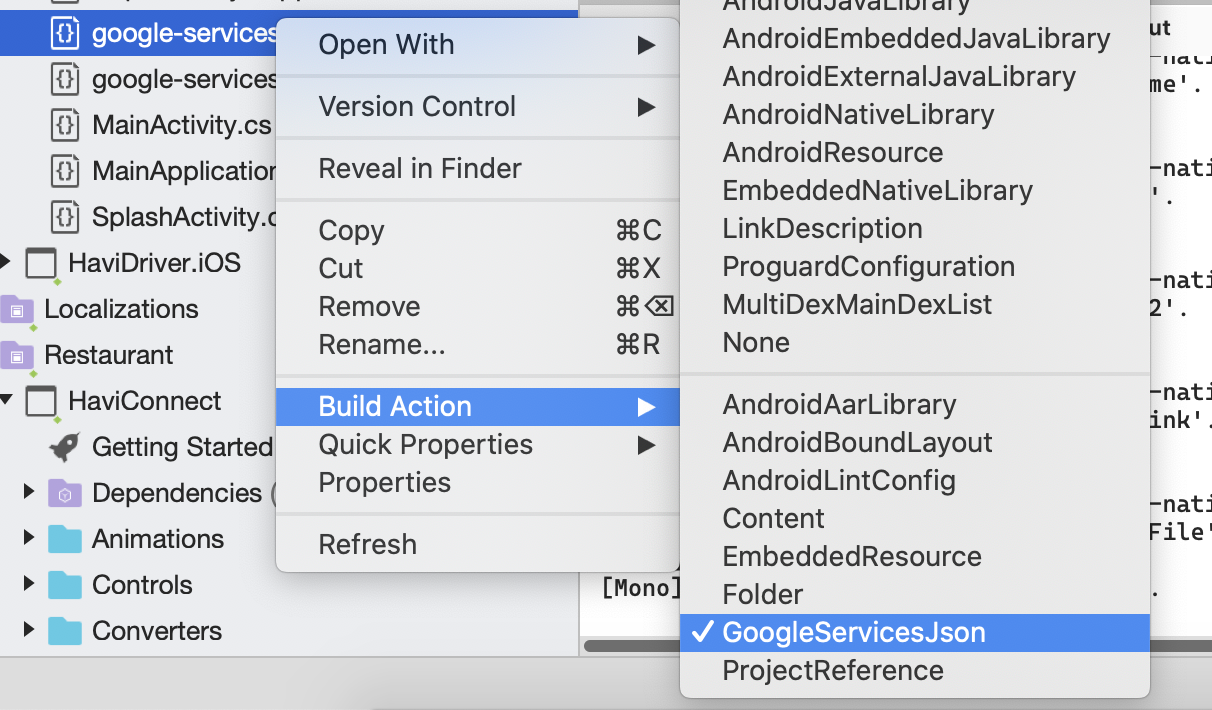 google-services
google-services
MainActivity.cs
MainApplication
SplashActivity.c
HaviDriver.iOS
Localizations
Restaurant
HaviConnect
Getting Started
Dependencies (
Animations
Controls
Converters
Open With
Version Control
Reveal in Finder
Copy ⌘C
Cut ⌘X
Remove ⌘⌫
Rename... ⌘R
Build Action
Quick Properties
Properties
Refresh
AndroidJavaLibrary
AndroidEmbeddedJavaLibrary
AndroidExternalJavaLibrary
AndroidNativeLibrary
AndroidResource
EmbeddedNativeLibrary
LinkDescription
ProguardConfiguration
MultiDexMainDexList
None
AndroidAarLibrary
AndroidBoundLayout
AndroidLintConfig
Content
EmbeddedResource
Folder
✓ GoogleServicesJson
ProjectReference
ut
-nati
me'.
-nati
'.
-nati
2'.
-nati
ink'.
-nati
File'
[Mono] .